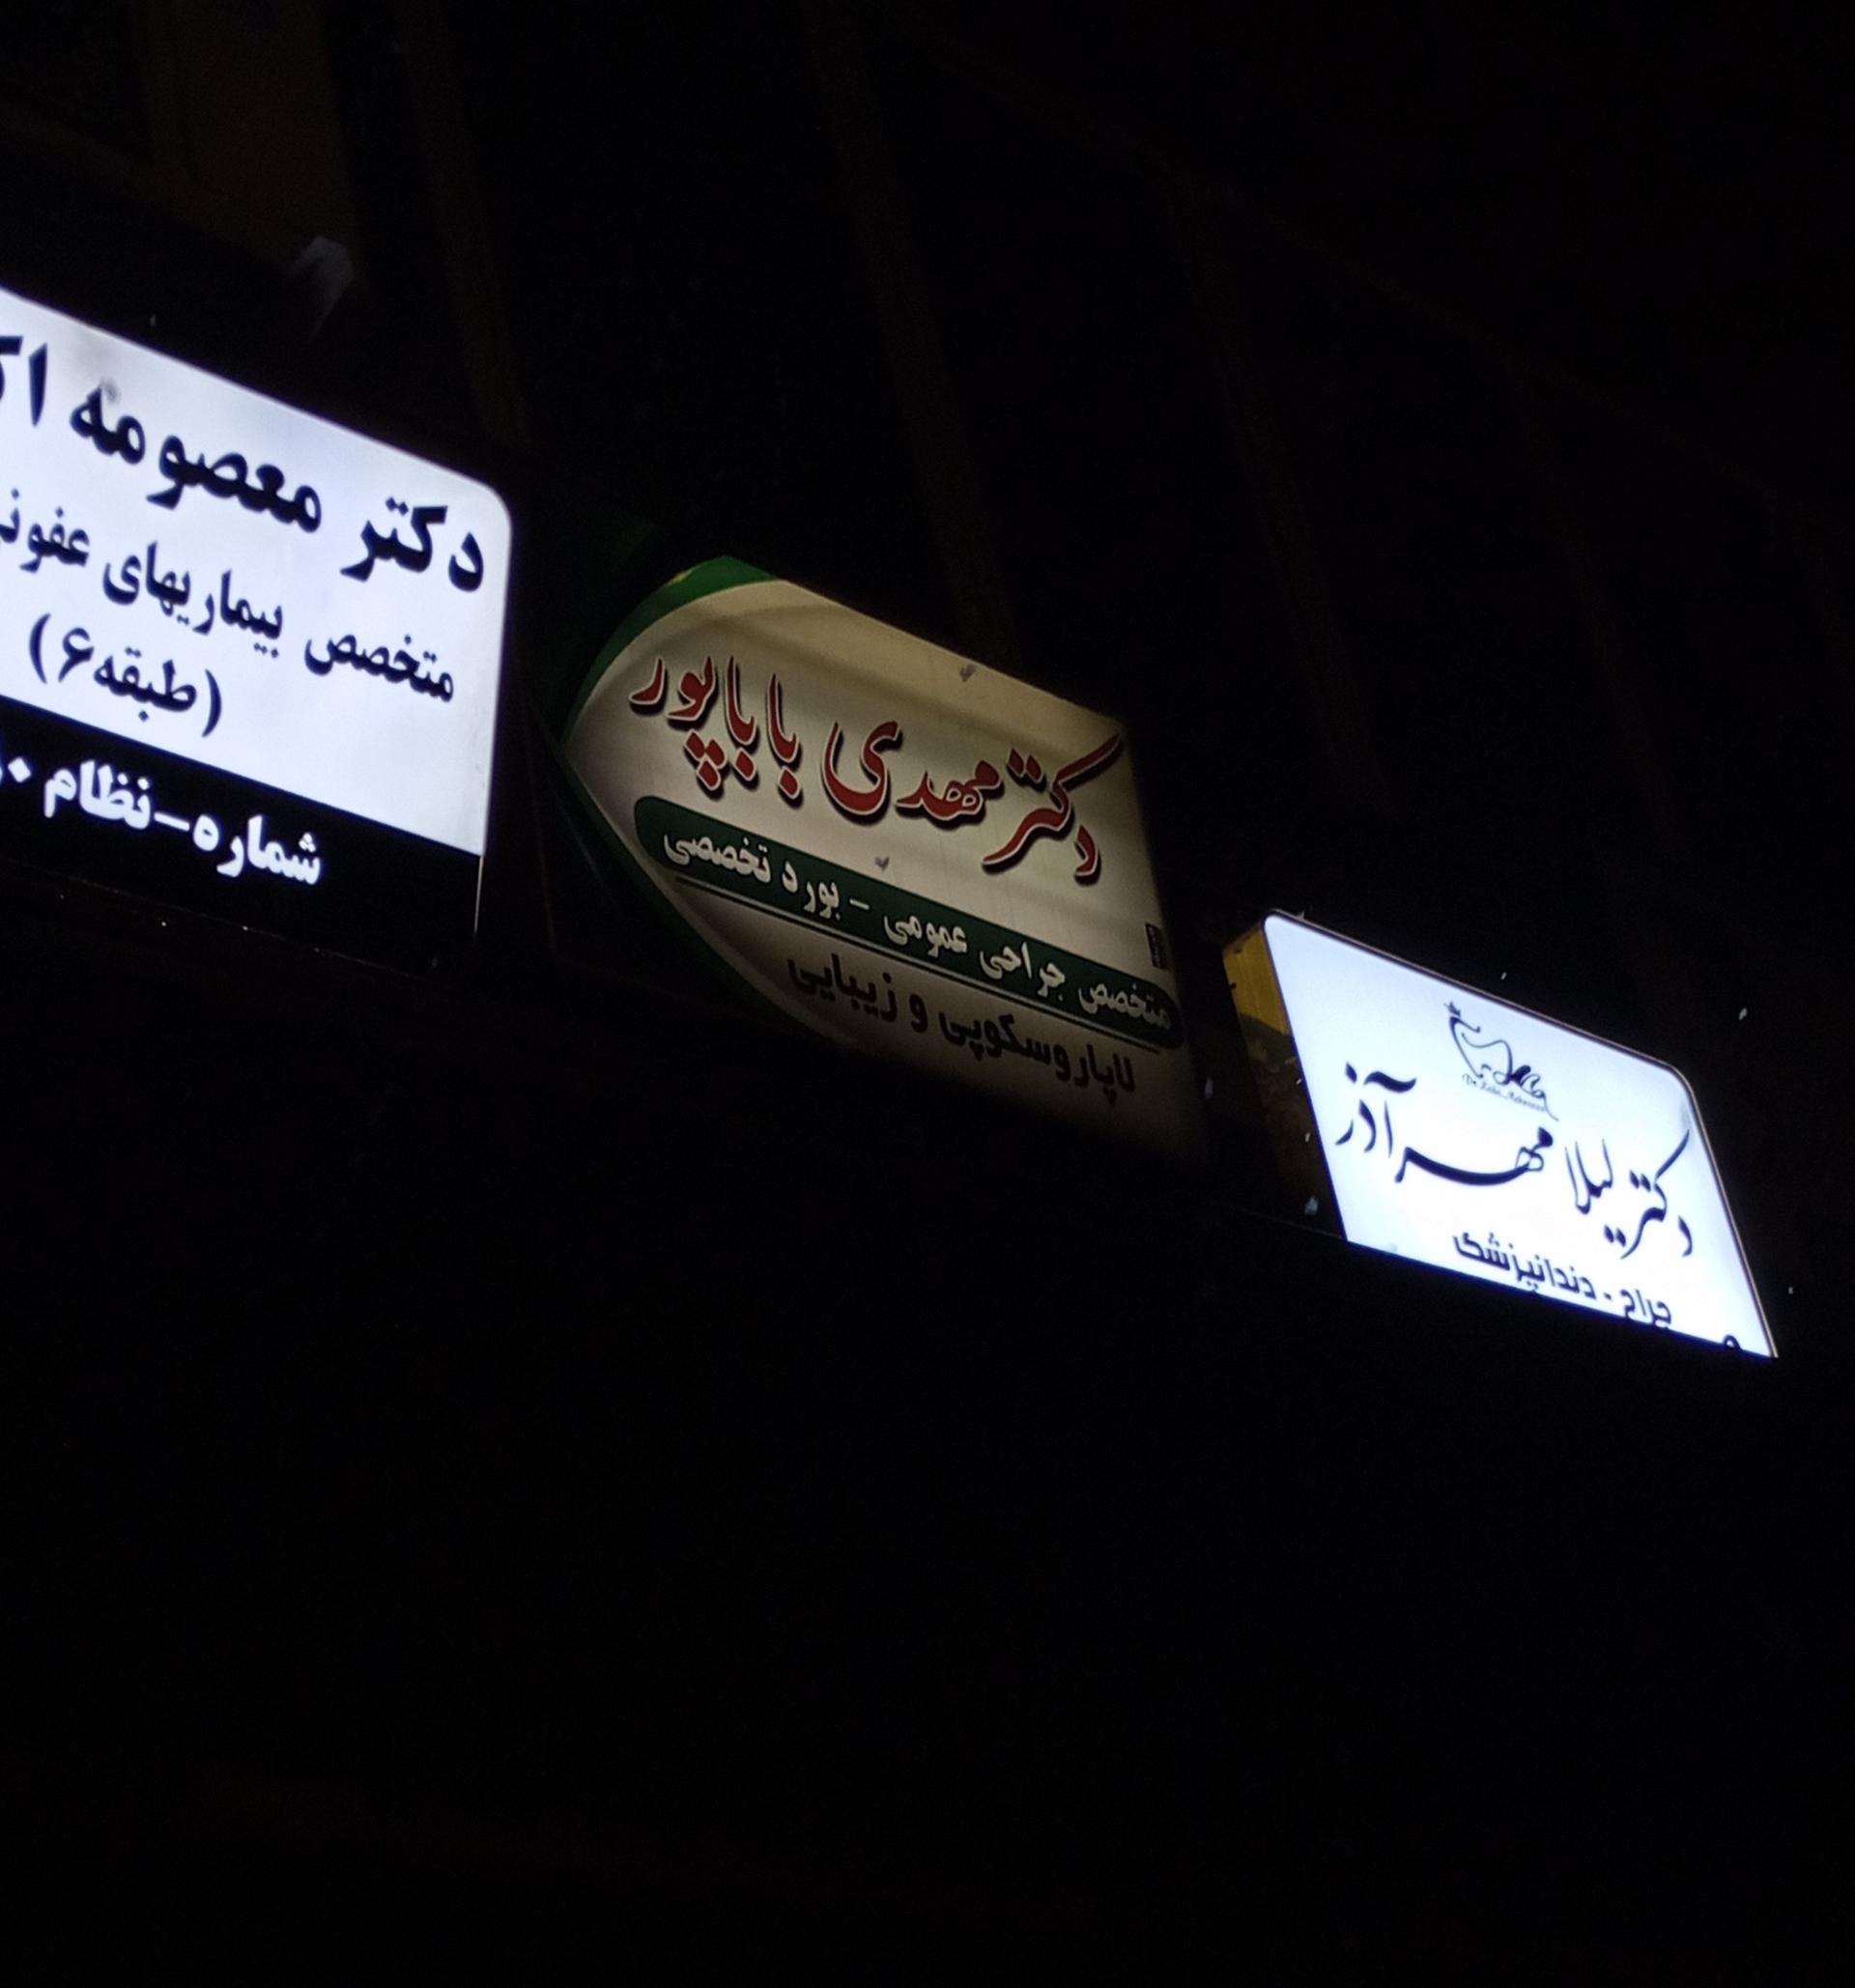 دکتر معصومه
متخصص بیماریهای
(طبقه۶)
شماره-نظام
دکتر مهدی باباپور
متخصص جراحی عمومی - بورد تخصصی
لاپاروسکوپی و زیبایی
دکتر لیلا مهرآذر
جراح - دندانپزشک